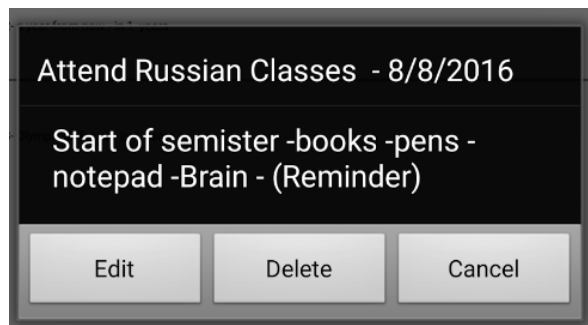 Attend Russian Classes - 8/8/2016
Start of semister -books -pens -
notepad -Brain - (Reminder)
Edit Delete Cancel